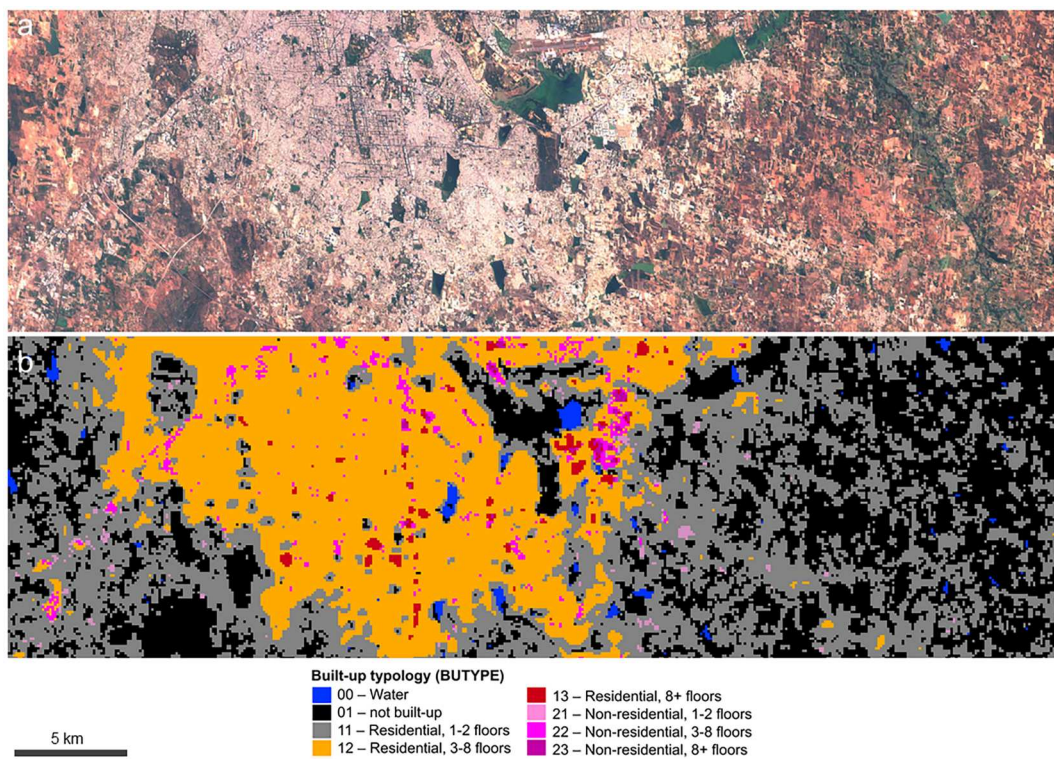 a
b
Built-up typology (BUTYPE)
00 – Water
01 – not built-up
11 – Residential, 1-2 floors
12 – Residential, 3-8 floors
13 – Residential, 8+ floors
21 – Non-residential, 1-2 floors
22 – Non-residential, 3-8 floors
23 – Non-residential, 8+ floors
5 km